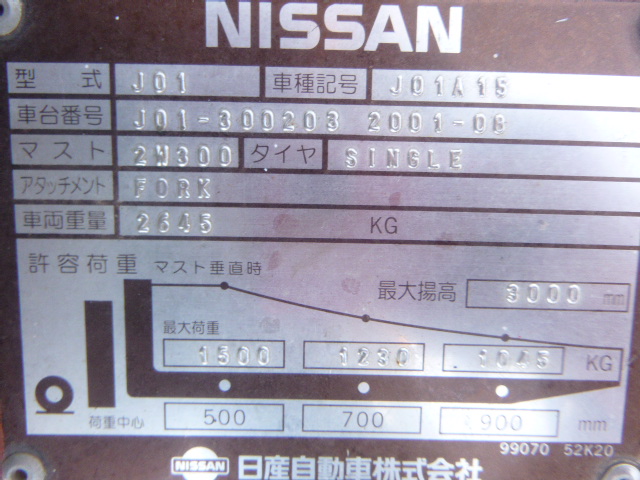 NISSAN
型 式 J01 車種記号 J01A15
車台番号 J01-300203 2001-08
マスト 2W300 タイヤ SINGLE
アタッチメント FORK
車両重量 2645 KG
許容荷重 マスト垂直時
最大揚高 3000 mm
最大荷重
1500 1230 1045 KG
荷重中心 500 700 900 mm
99070 52K20
NISSAN 日産自動車株式会社